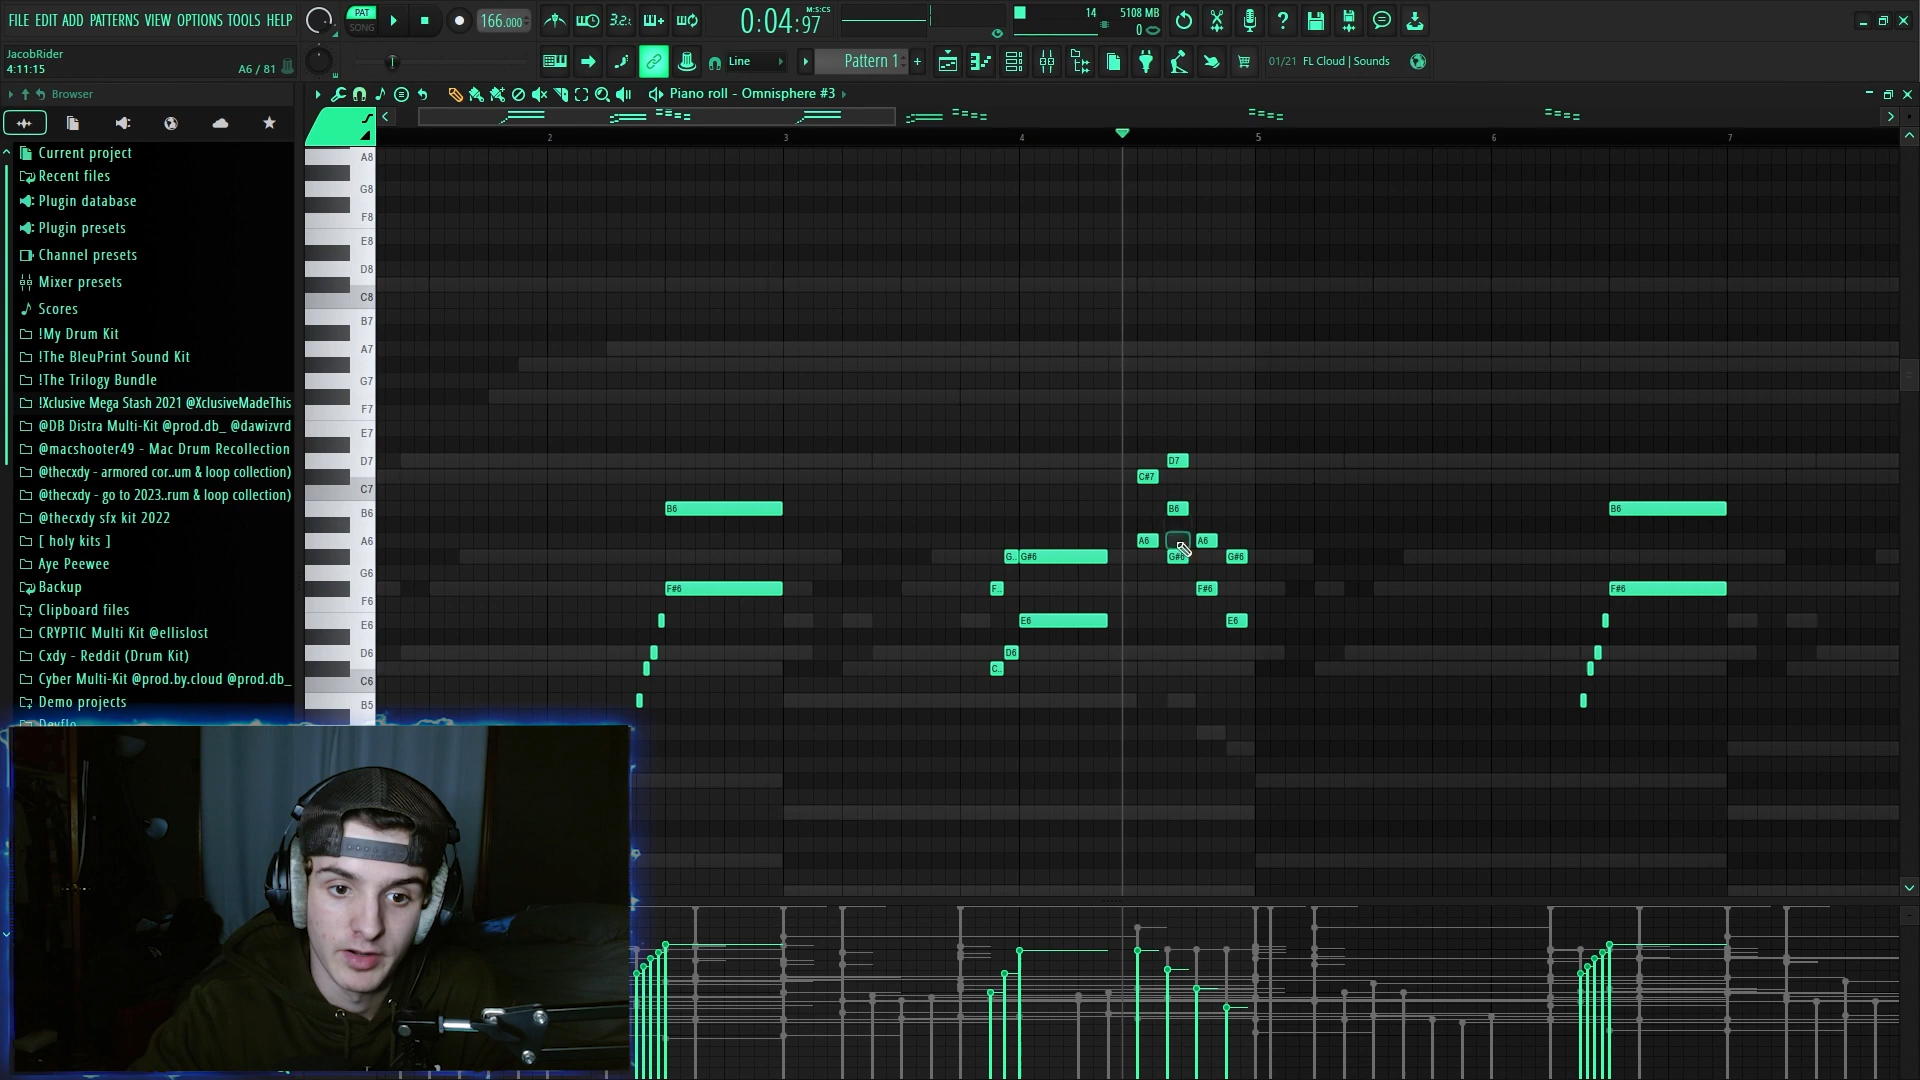 FILE EDIT ADD PATTERNS VIEW OPTIONS TOOLS HELP
PAT
SONG
166.000
3.2.
0:04:97
M:S:CS
14
5108 MB
0
JacobRider
4:11:15
A6 / 81
Line
Pattern 1
01/21 FL Cloud | Sounds
Browser
Piano roll - Omnisphere #3
Current project
Recent files
Plugin database
Plugin presets
Channel presets
Mixer presets
Scores
!My Drum Kit
!The BleuPrint Sound Kit
!The Trilogy Bundle
!Xclusive Mega Stash 2021 @XclusiveMadeThis
@DB Distra Multi-Kit @prod.db_ @dawizvrd
@macshooter49 - Mac Drum Recollection
@thecxdy - armored cor..um & loop collection)
@thecxdy - go to 2023..rum & loop collection)
@thecxdy sfx kit 2022
[ holy kits ]
Aye Peewee
Backup
Clipboard files
CRYPTIC Multi Kit @ellislost
Cxdy - Reddit (Drum Kit)
Cyber Multi-Kit @prod.by.cloud @prod.db_
Demo projects
2 3 4 5 6 7
A8
G8
F8
E8
D8
C8
B7
A7
G7
F7
E7
D7
C7
B6
A6
G6
F6
E6
D6
C6
B5
D7
C#7
B6 B6 B6
A6 A6
G.. G#6 G#6 G#6
F#6 F.. F#6 F#6
E6 E6
D6
C..